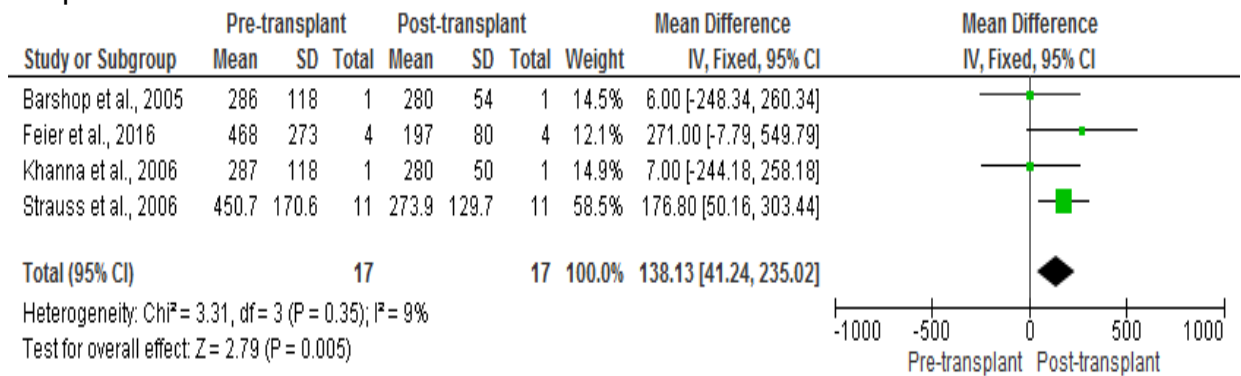 Pre-transplant Post-transplant Mean Difference Mean Difference
Study or Subgroup Mean SD Total Mean SD Total Weight IV, Fixed, 95% CI IV, Fixed, 95% CI
Barshop et al., 2005 286 118 1 280 54 1 14.5% 6.00 [-248.34, 260.34]
Feier et al., 2016 468 273 4 197 80 4 12.1% 271.00 [-7.79, 549.79]
Khanna et al., 2006 287 118 1 280 50 1 14.9% 7.00 [-244.18, 258.18]
Strauss et al., 2006 450.7 170.6 11 273.9 129.7 11 58.5% 176.80 [50.16, 303.44]
Total (95% CI) 17 17 100.0% 138.13 [41.24, 235.02]
Heterogeneity: Chi² = 3.31, df = 3 (P = 0.35); I² = 9%
Test for overall effect: Z = 2.79 (P = 0.005)
-1000 -500 0 500 1000
Pre-transplant Post-transplant